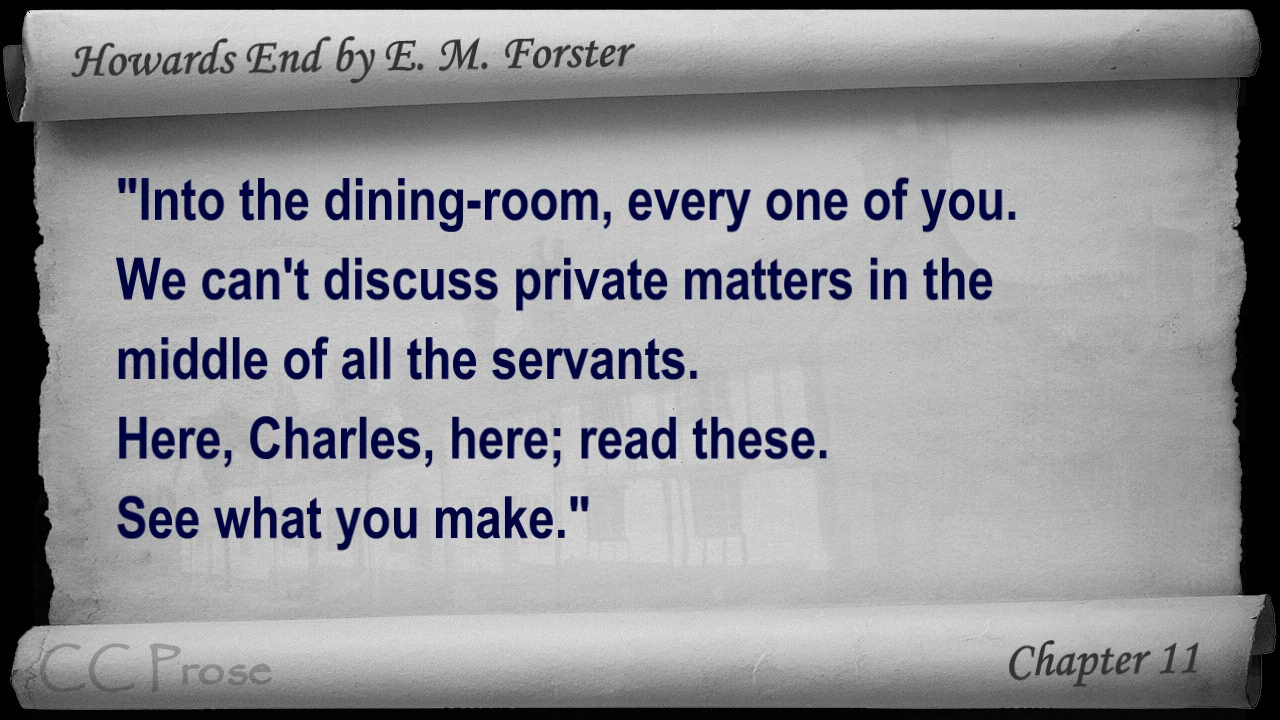 Howards End by E. M. Forster
"Into the dining-room, every one of you.
We can't discuss private matters in the
middle of all the servants.
Here, Charles, here; read these.
See what you make."
CC Prose
Chapter 11